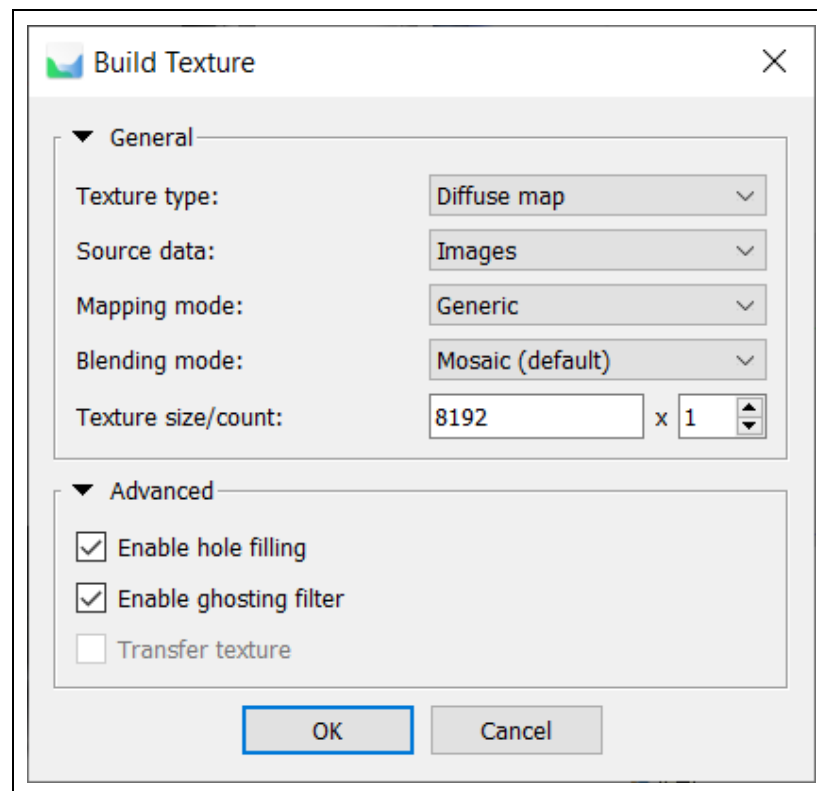 Build Texture
General
Texture type: Diffuse map
Source data: Images
Mapping mode: Generic
Blending mode: Mosaic (default)
Texture size/count: 8192 x 1
Advanced
Enable hole filling
Enable ghosting filter
Transfer texture
OK Cancel